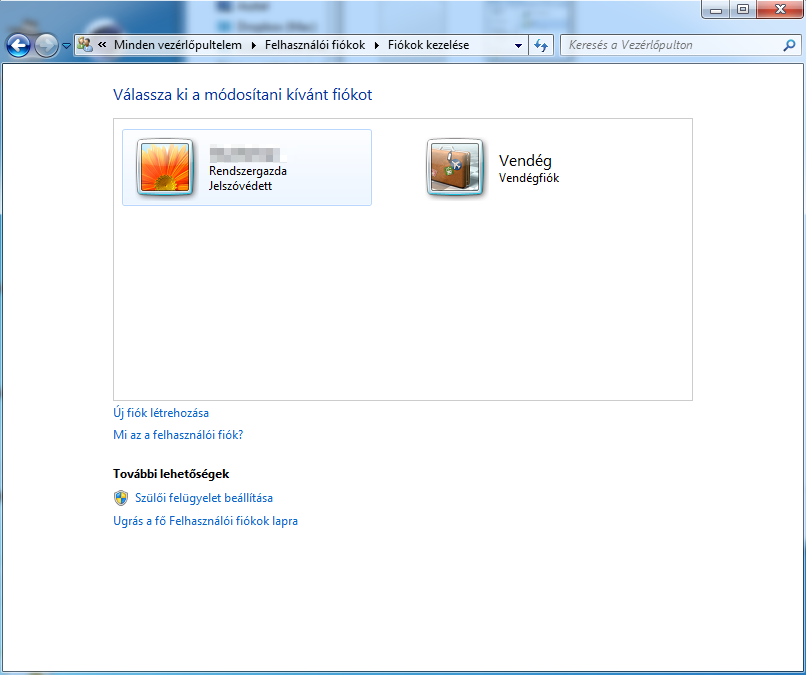 « Minden vezérlőpultelem Felhasználói fiókok Fiókok kezelése
Keresés a Vezérlőpulton
Válassza ki a módosítani kívánt fiókot
Rendszergazda
Jelszóvédett
Vendég
Vendégfiók
Új fiók létrehozása
Mi az a felhasználói fiók?
További lehetőségek
Szülői felügyelet beállítása
Ugrás a fő Felhasználói fiókok lapra